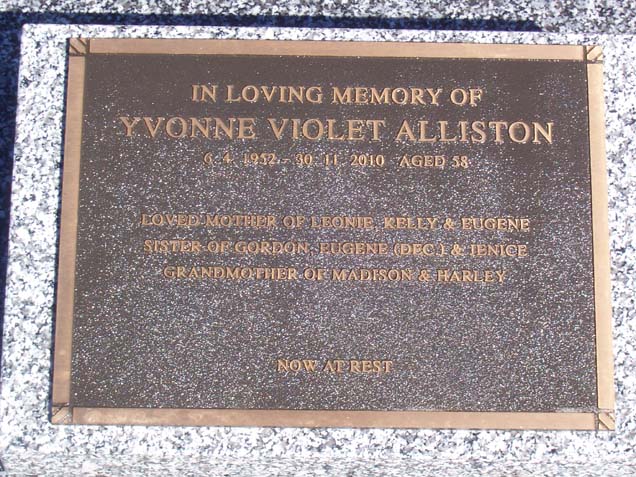 IN LOVING MEMORY OF
YVONNE VIOLET ALLISTON
6. 4. 1952 - 30. 11. 2010 AGED 58
LOVED MOTHER OF LEONIE, KELLY & EUGENE
SISTER OF GORDON, EUGENE (DEC.) & JENICE
GRANDMOTHER OF MADISON & HARLEY
NOW AT REST